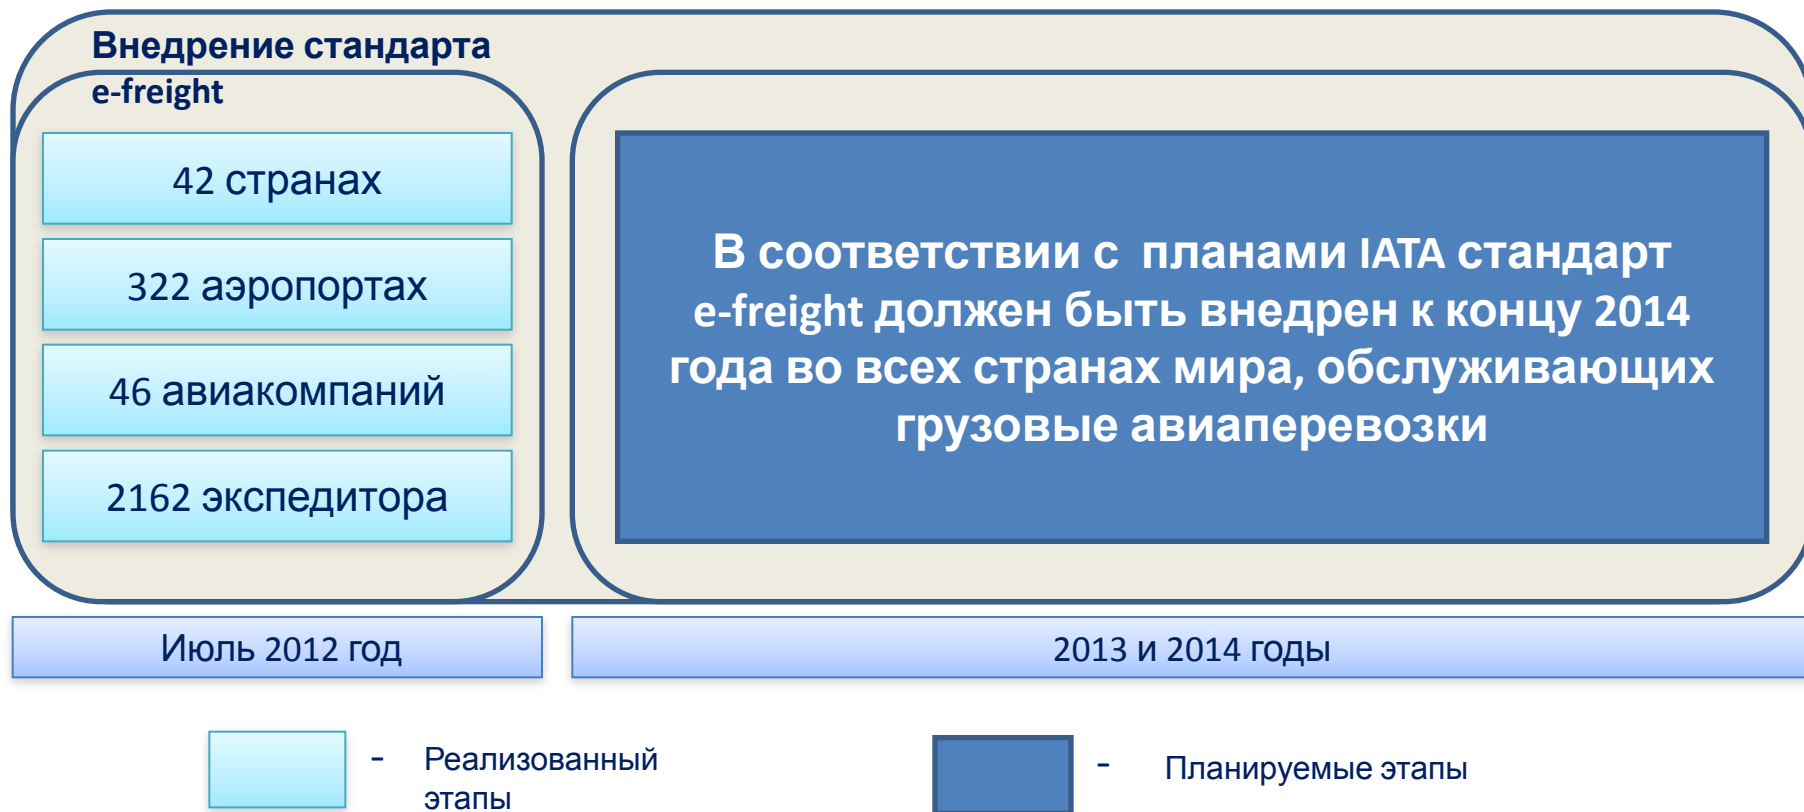 Внедрение стандарта
e-freight
42 странах
322 аэропортах
46 авиакомпаний
2162 экспедитора
В соответствии с планами IATA стандарт
e-freight должен быть внедрен к концу 2014
года во всех странах мира, обслуживающих
грузовые авиаперевозки
Июль 2012 год
2013 и 2014 годы
- Реализованный
этапы
- Планируемые этапы